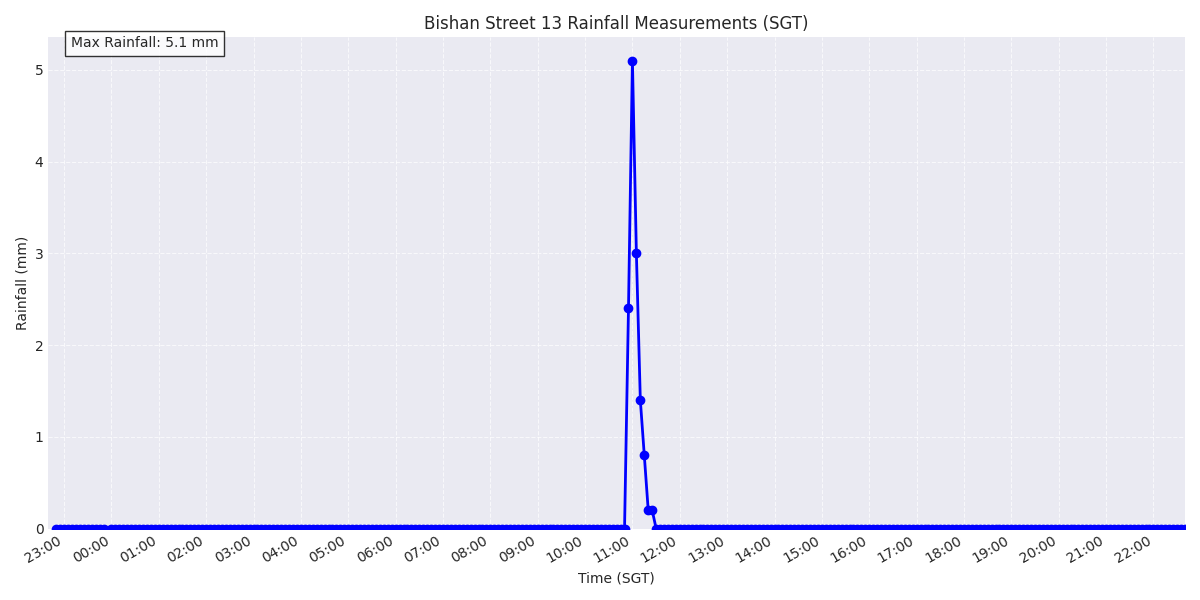 Bishan Street 13 Rainfall Measurements (SGT)
Max Rainfall: 5.1 mm
Rainfall (mm)
5
4
3
2
1
0
23:00 00:00 01:00 02:00 03:00 04:00 05:00 06:00 07:00 08:00 09:00 10:00 11:00 12:00 13:00 14:00 15:00 16:00 17:00 18:00 19:00 20:00 21:00 22:00
Time (SGT)